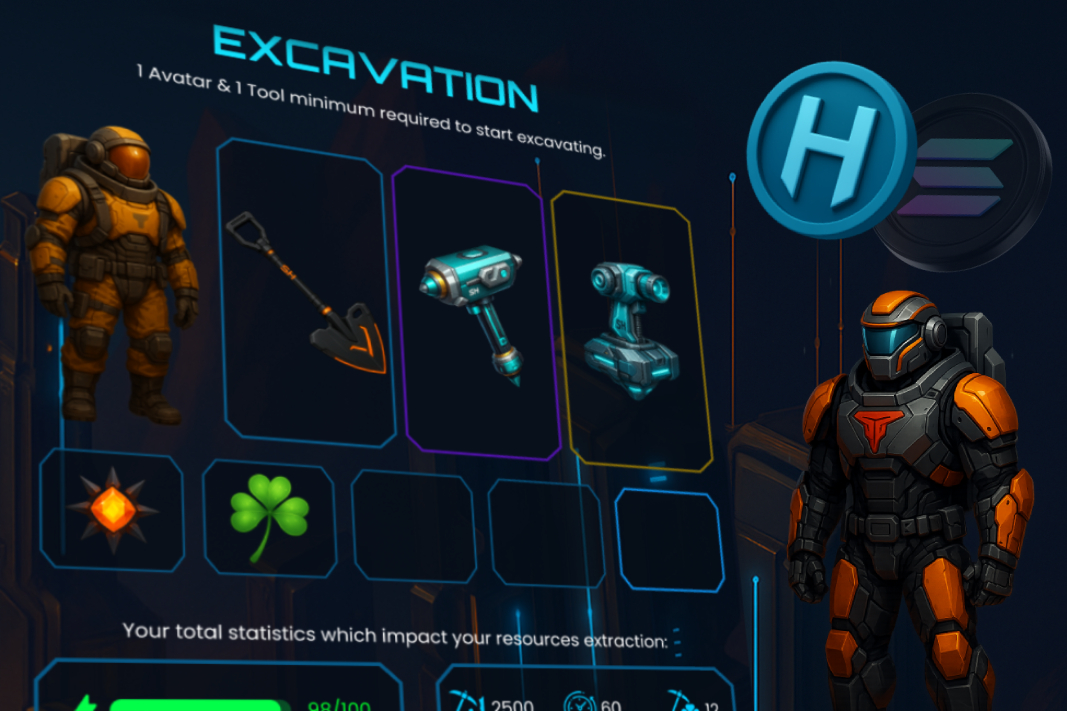 EXCAVATION
1 Avatar & 1 Tool minimum required to start excavating.
H
Your total statistics which impact your resources extraction:
98/100
2500
60
12